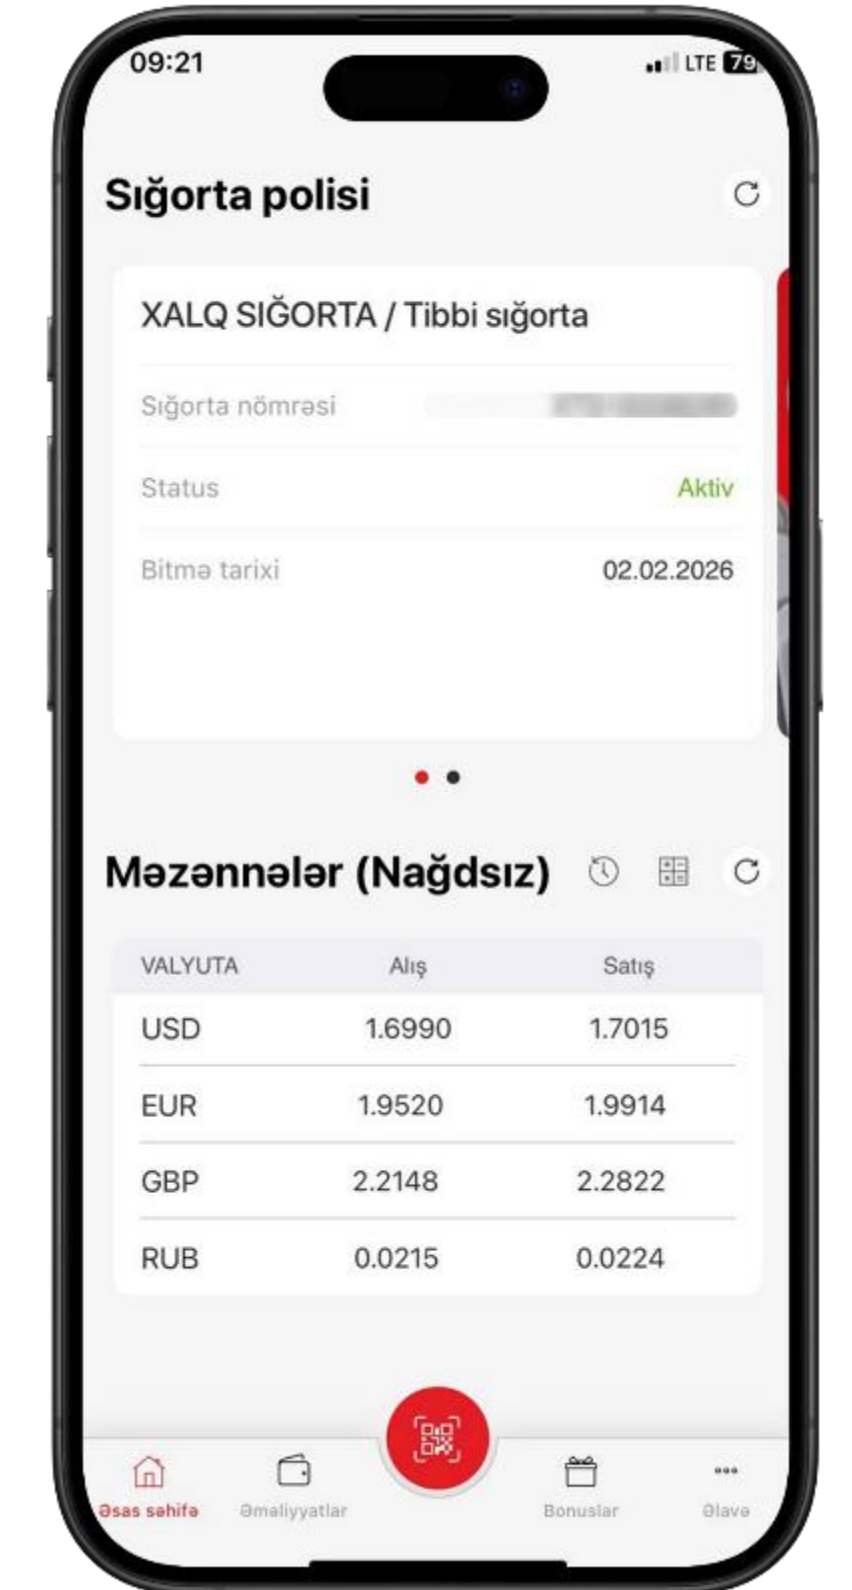 09:21 LTE 79
Sığorta polisi
XALQ SIĞORTA / Tibbi sığorta
Sığorta nömrəsi
Status Aktiv
Bitmə tarixi 02.02.2026
Məzənnələr (Nağdsız)
VALYUTA Alış Satış
USD 1.6990 1.7015
EUR 1.9520 1.9914
GBP 2.2148 2.2822
RUB 0.0215 0.0224
Əsas səhifə Əməliyyatlar Bonuslar Əlavə